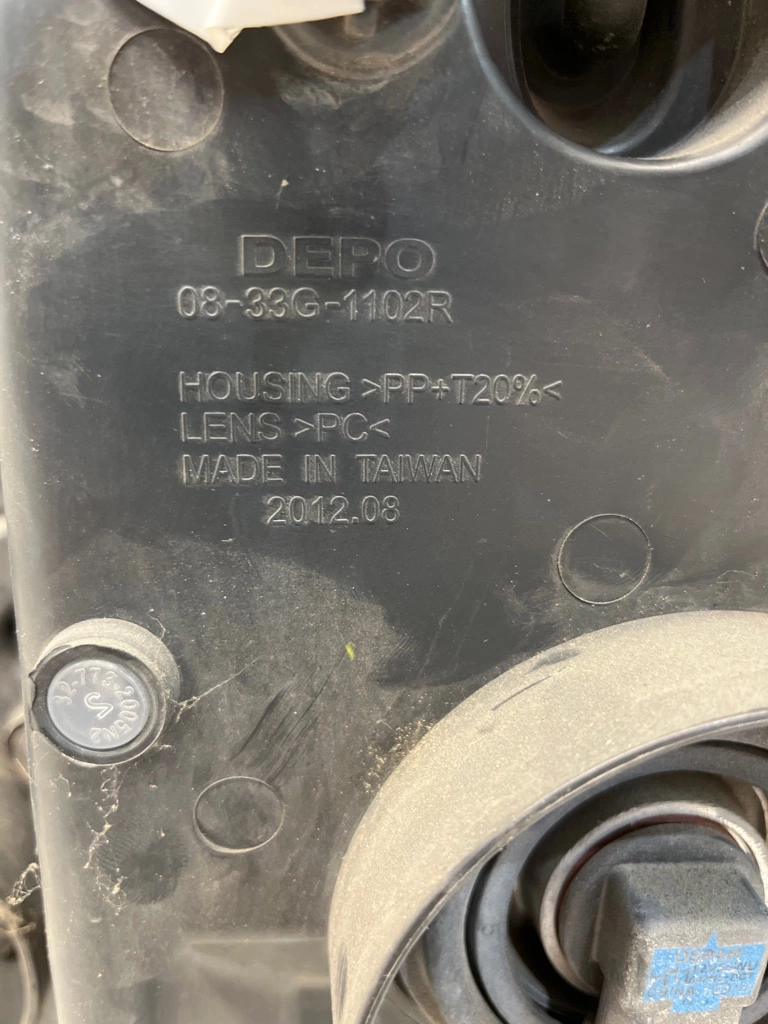 DEPO
08-33G-1102R
HOUSING >PP+T20%<
LENS >PC<
MADE IN TAIWAN
2012.08